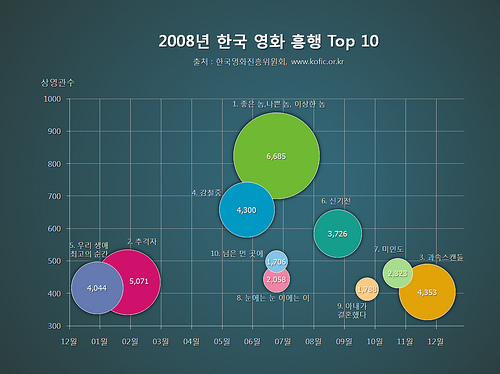 2008년 한국 영화 흥행 Top 10
출처 : 한국영화진흥위원회, www.kofic.or.kr
상영관수
1000
900
800
700
600
500
400
300
1. 좋은 놈,나쁜 놈, 이상한 놈
6,685
4. 강철중
4,300
6. 신기전
3,726
10. 님은 먼 곳에
1,706
2,058
8. 눈에는 눈 이에는 이
5. 우리 생애
최고의 순간
4,044
2. 추격자
5,071
7. 미인도
2,323
3. 과속스캔들
4,353
1,788
9. 아내가
결혼했다
12월 01월 02월 03월 04월 05월 06월 07월 08월 09월 10월 11월 12월